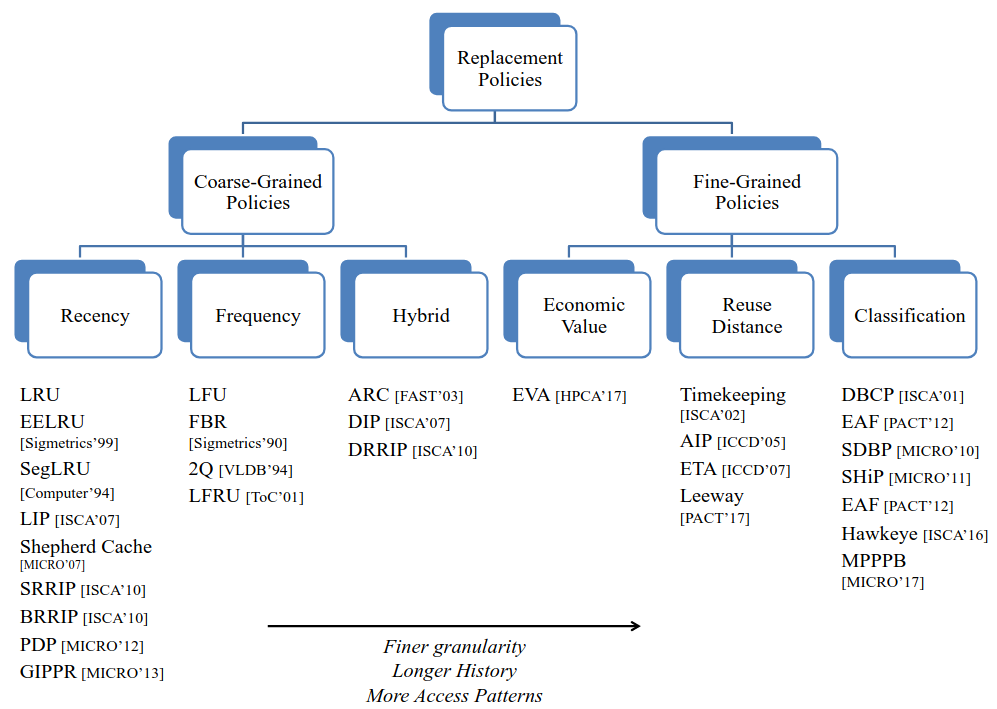 Replacement
Policies
Coarse-Grained
Policies
Fine-Grained
Policies
Recency
Frequency
Hybrid
Economic
Value
Reuse
Distance
Classification
LRU
EELRU
[Sigmetrics’99]
SegLRU
[Computer’94]
LIP [ISCA’07]
Shepherd Cache
[MICRO’07]
SRRIP [ISCA’10]
BRRIP [ISCA’10]
PDP [MICRO’12]
GIPPR [MICRO’13]
LFU
FBR
[Sigmetrics’90]
2Q [VLDB’94]
LFRU [ToC’01]
ARC [FAST’03]
DIP [ISCA’07]
DRRIP [ISCA’10]
EVA [HPCA’17]
Timekeeping
[ISCA’02]
AIP [ICCD’05]
ETA [ICCD’07]
Leeway
[PACT’17]
DBCP [ISCA’01]
EAF [PACT’12]
SDBP [MICRO’10]
SHiP [MICRO’11]
EAF [PACT’12]
Hawkeye [ISCA’16]
MPPPB
[MICRO’17]
Finer granularity
Longer History
More Access Patterns